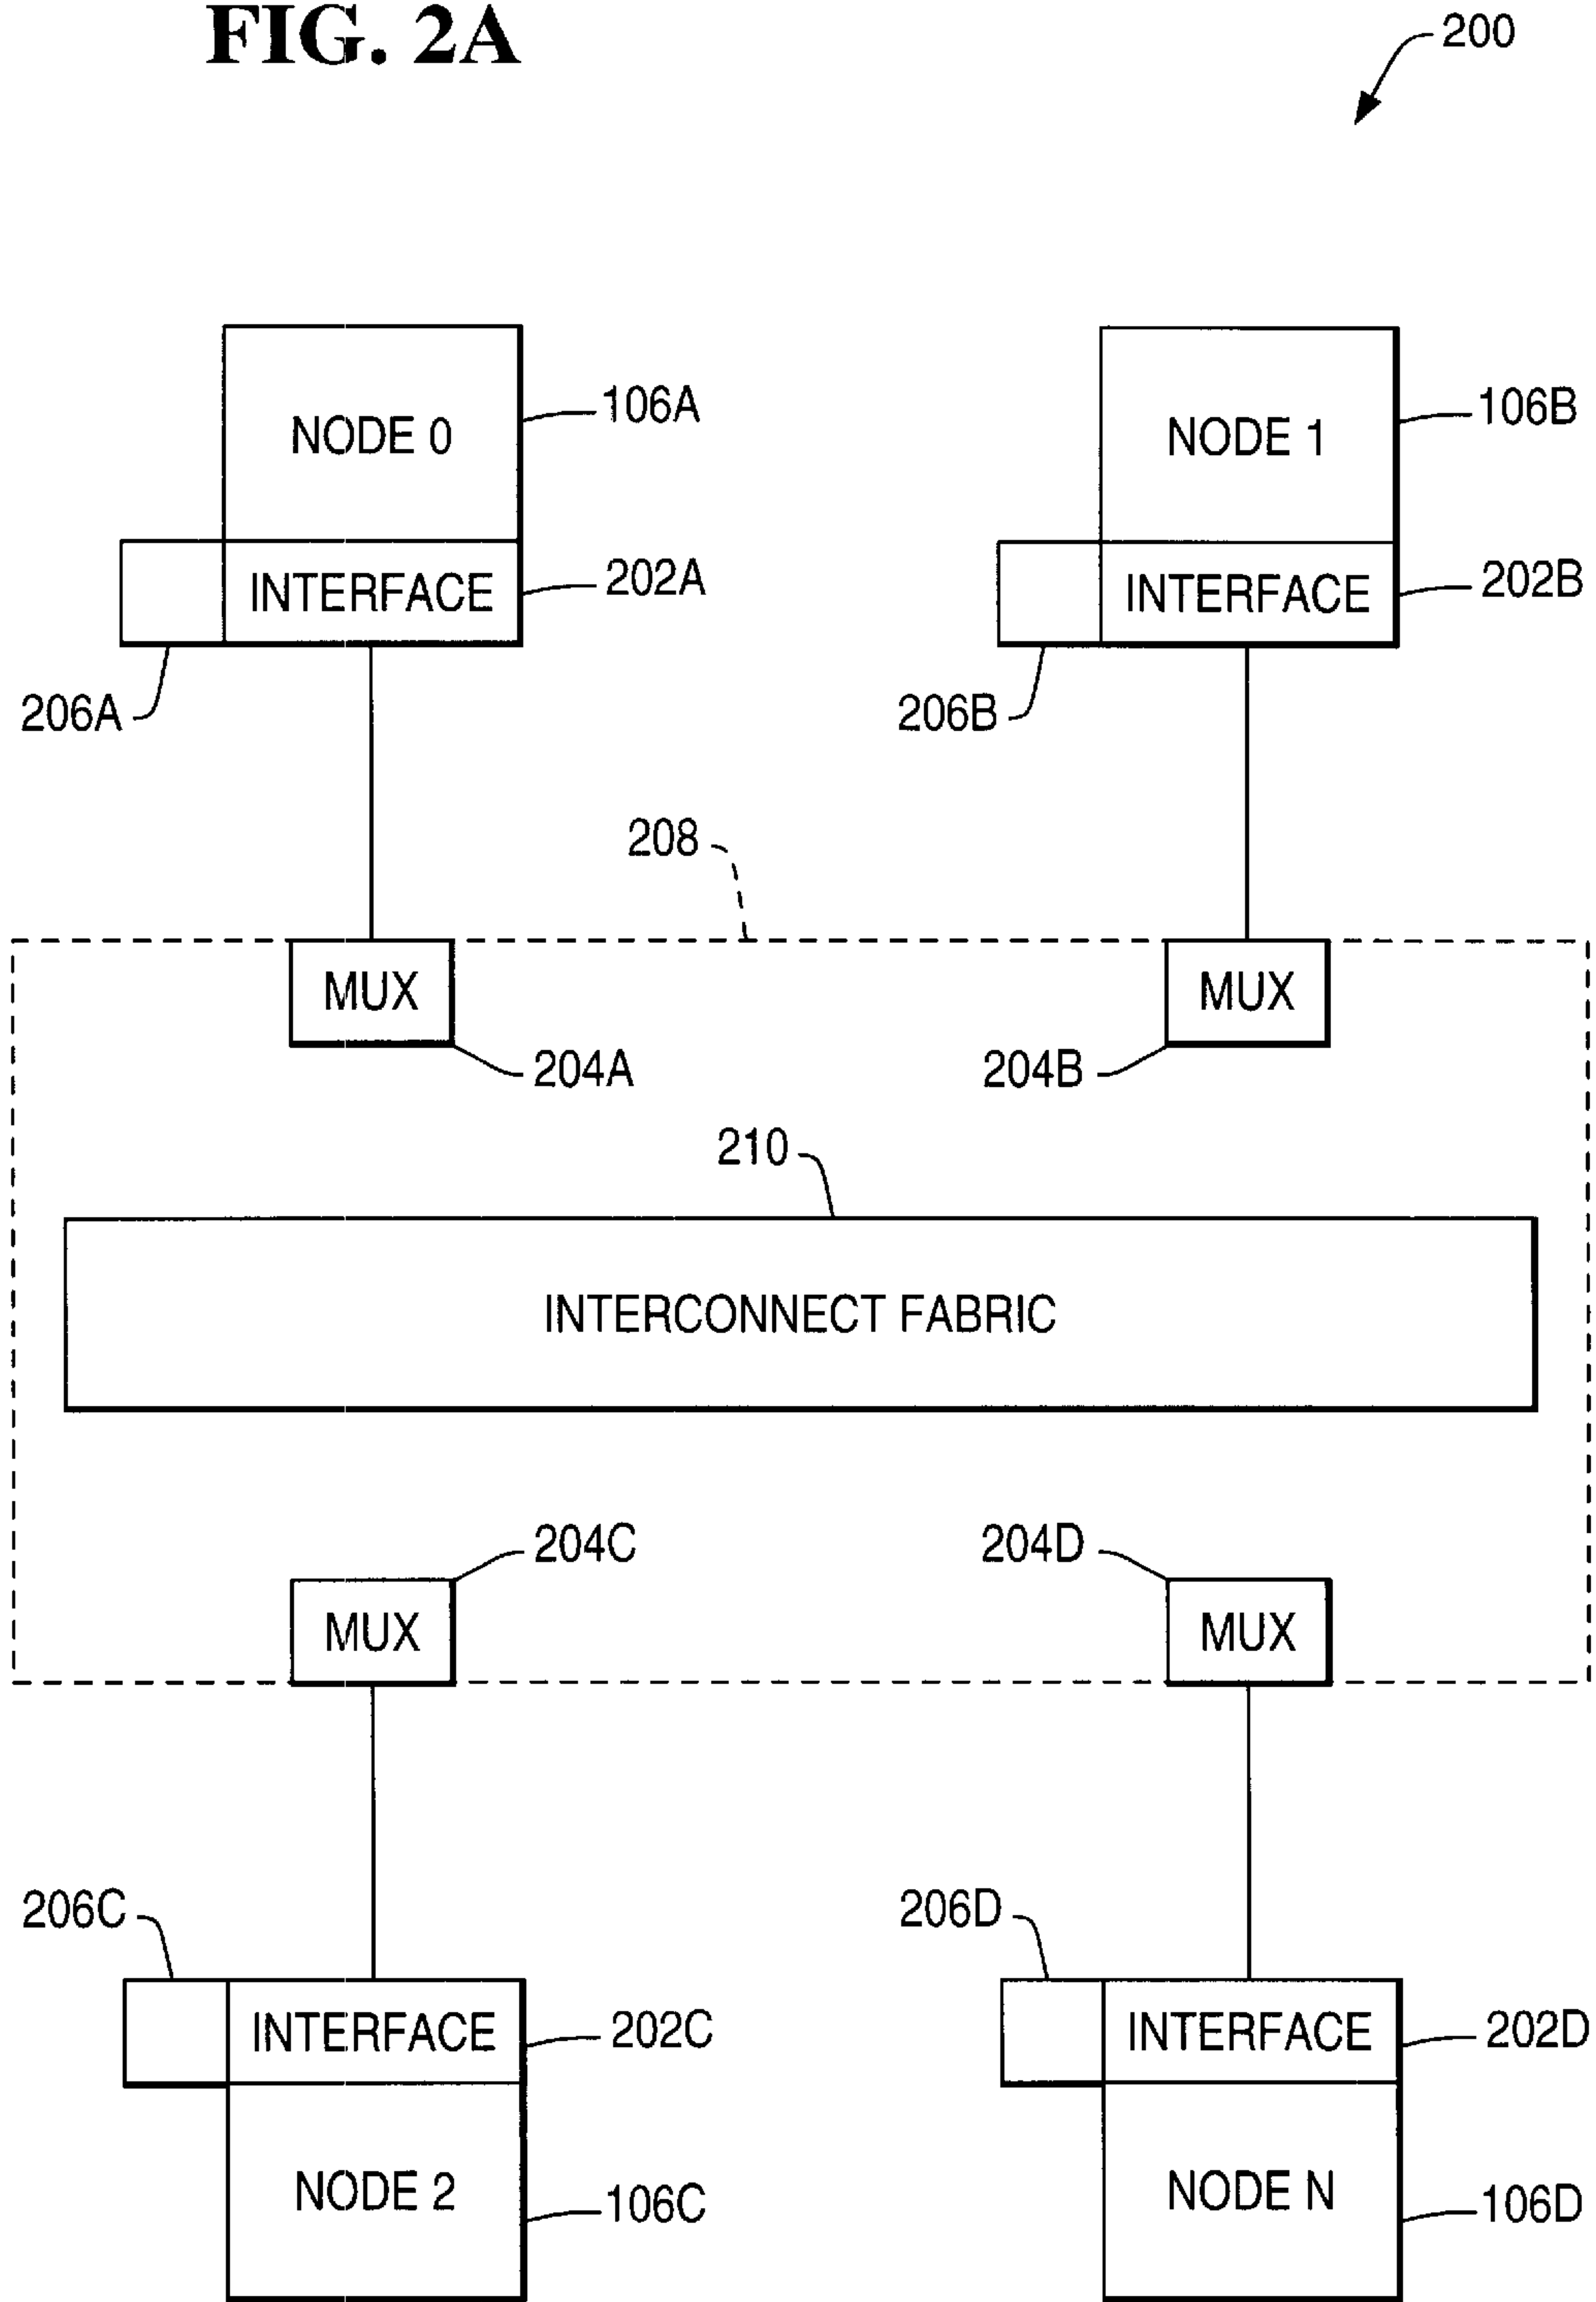 FIG. 2A
200
NODE 0
106A
NODE 1
106B
INTERFACE
202A
INTERFACE
202B
206A
206B
208
MUX
MUX
204A
204B
210
INTERCONNECT FABRIC
204C
204D
MUX
MUX
206C
206D
INTERFACE
202C
INTERFACE
202D
NODE 2
106C
NODE N
106D